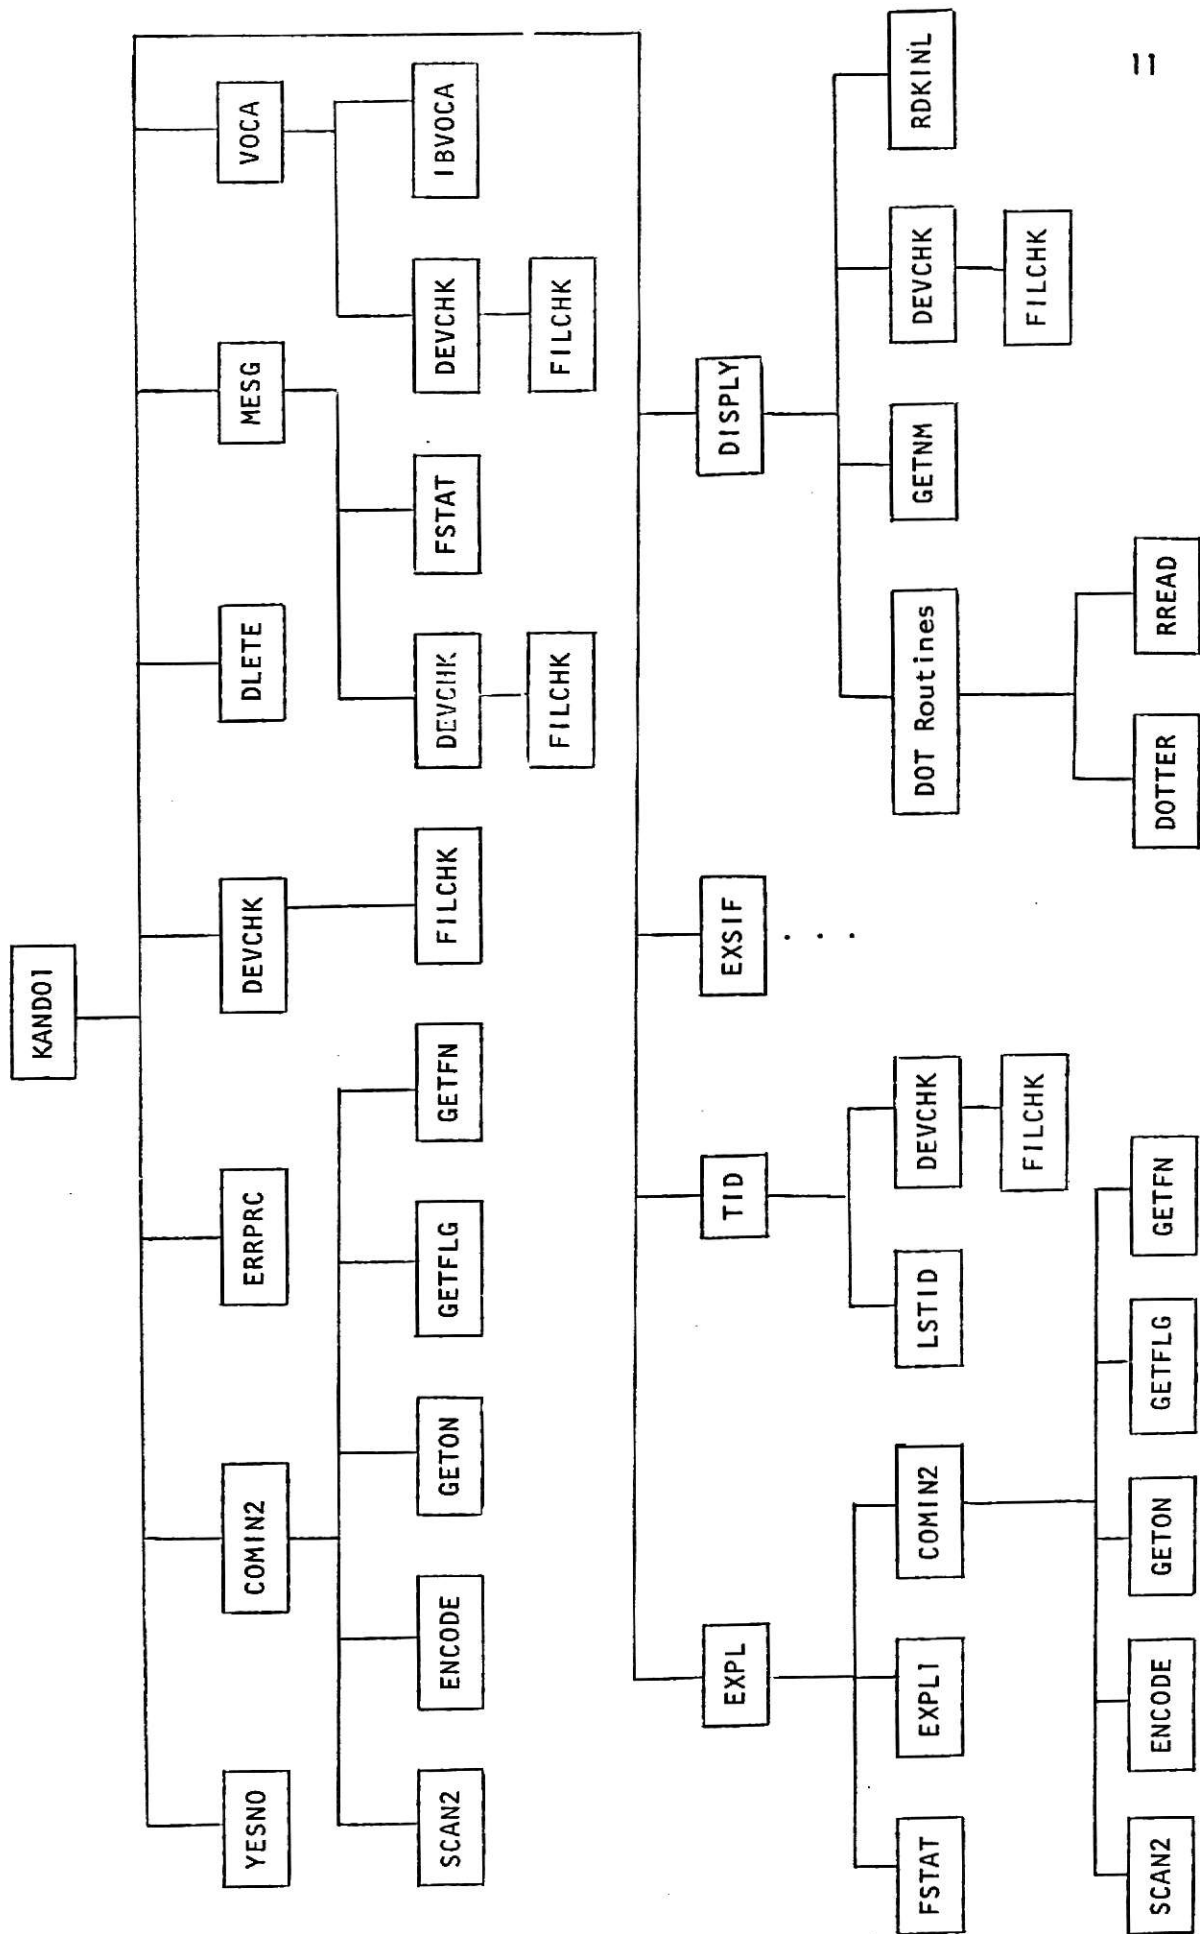 KANDO1
YESNO
COMIN2
ERRPRC
DEVCHK
DLETE
MESG
VOCA
SCAN2
ENCODE
GETON
GETFLG
GETFN
FILCHK
DEVCHK
FSTAT
DEVCHK
IBVOCA
FILCHK
FILCHK
EXPL
TID
EXSIF
. . .
DISPLY
FSTAT
EXPL1
COMIN2
LSTID
DEVCHK
DOT Routines
GETNM
DEVCHK
RDKINL
FILCHK
FILCHK
SCAN2
ENCODE
GETON
GETFLG
GETFN
DOTTER
RREAD
11